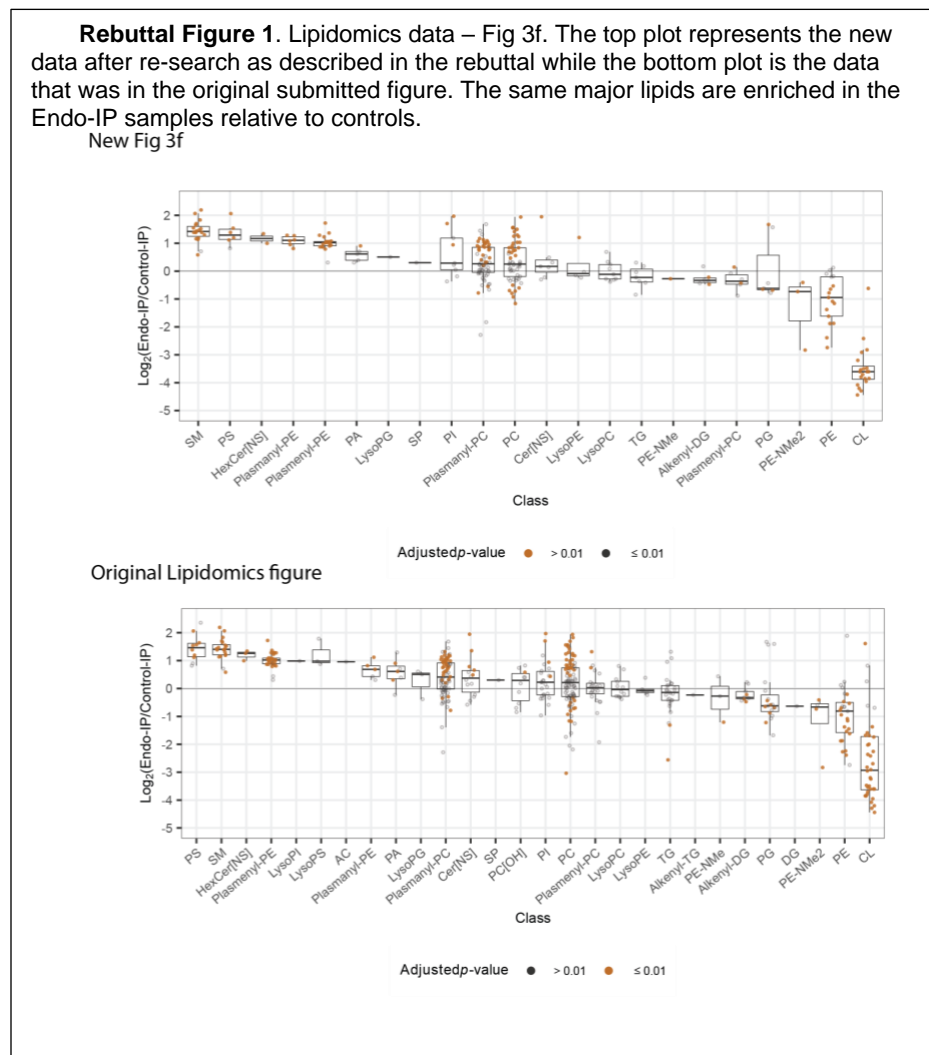 Rebuttal Figure 1. Lipidomics data – Fig 3f. The top plot represents the new
data after re-search as described in the rebuttal while the bottom plot is the data
that was in the original submitted figure. The same major lipids are enriched in the
Endo-IP samples relative to controls.
New Fig 3f
Log2(Endo-IP/Control-IP)
2
1
0
-1
-2
-3
-4
-5
SM
PS
HexCer[NS]
Plasmanyl-PE
Plasmenyl-PE
PA
LysoPG
SP
PI
Plasmanyl-PC
PC
Cer[NS]
LysoPE
LysoPC
TG
PE-NMe
Alkenyl-DG
Plasmenyl-PC
PG
PE-NMe2
PE
CL
Class
Adjustedp-value > 0.01 ≤ 0.01
Original Lipidomics figure
Log2(Endo-IP/Control-IP)
2
1
0
-1
-2
-3
-4
-5
PS
SM
HexCer[NS]
Plasmenyl-PE
LysoPI
LysoPS
AC
Plasmanyl-PE
PA
LysoPG
Plasmanyl-PC
Cer[NS]
SP
PC[OH]
PI
PC
Plasmenyl-PC
LysoPC
LysoPE
TG
Alkenyl-TG
PE-NMe
Alkenyl-DG
PG
DG
PE-NMe2
PE
CL
Class
Adjustedp-value > 0.01 ≤ 0.01